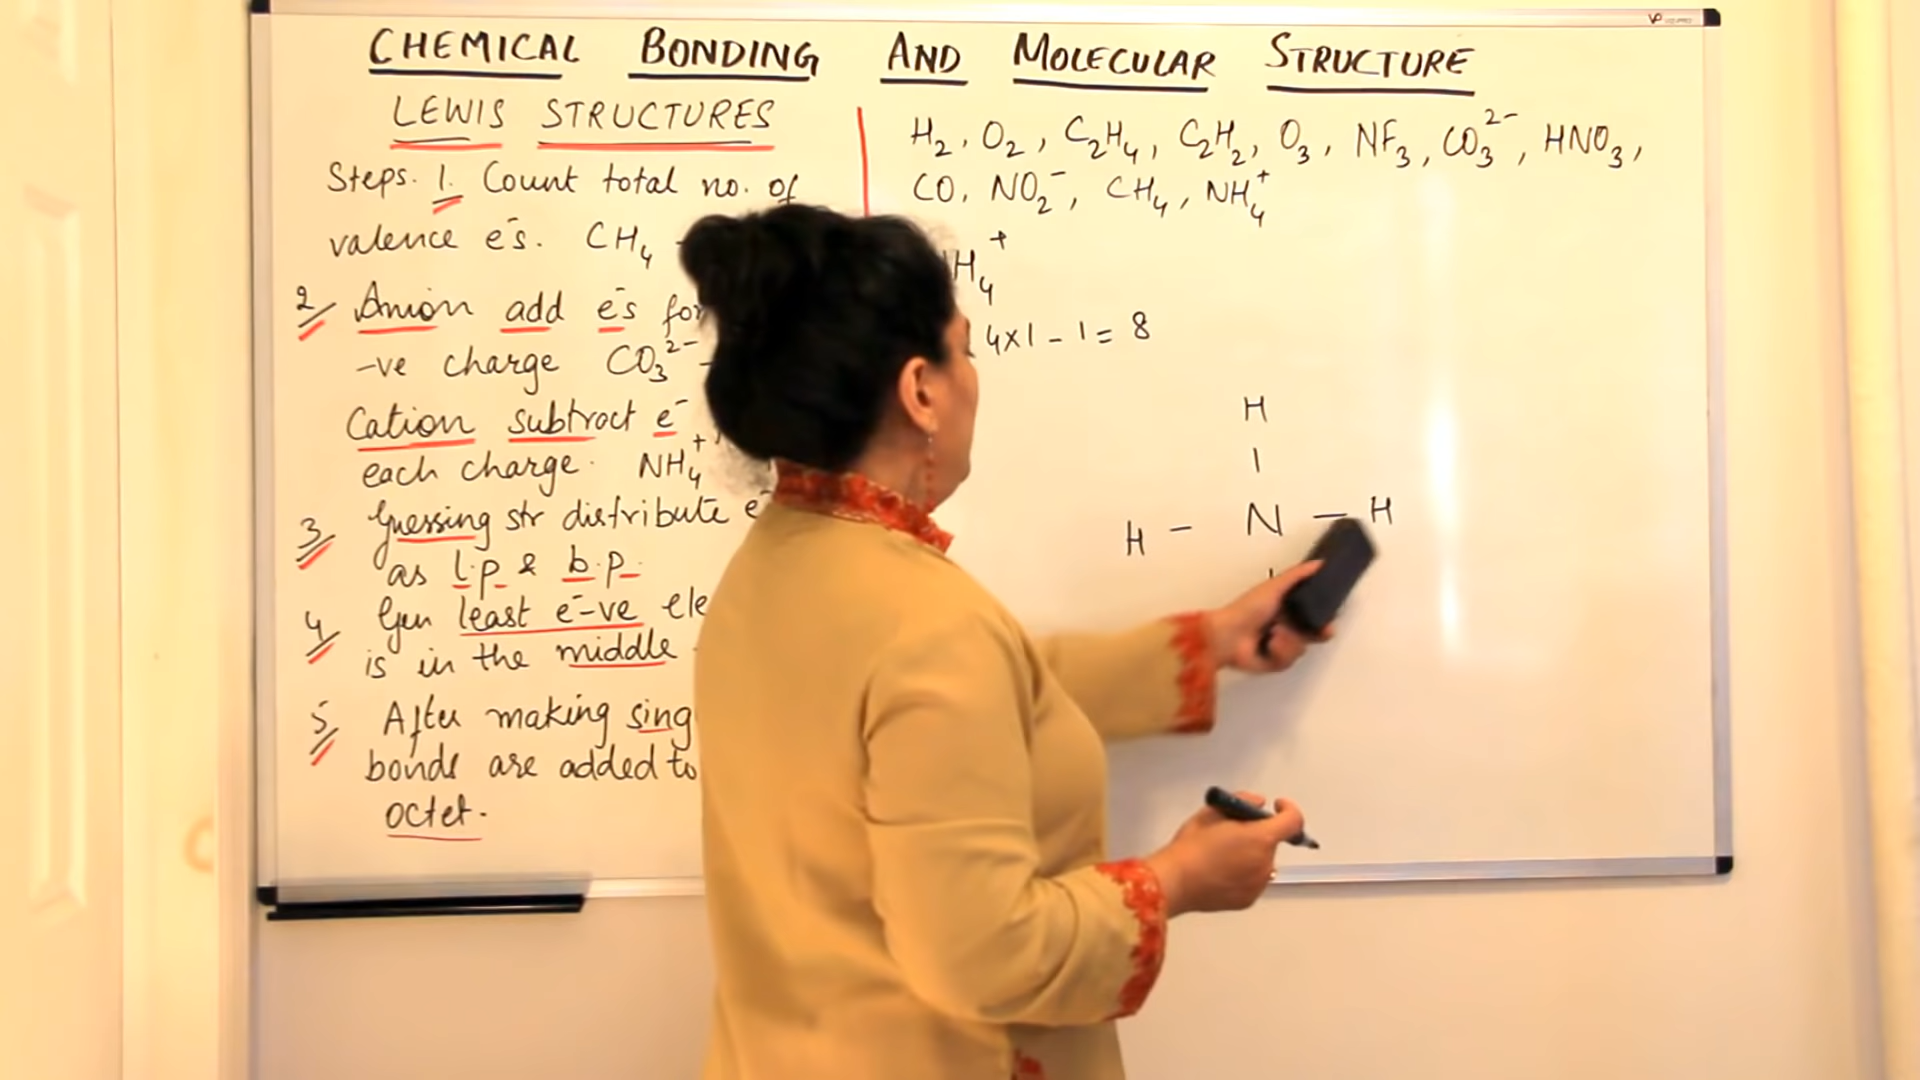 CHEMICAL BONDING AND MOLECULAR STRUCTURE
LEWIS STRUCTURES
Steps. 1. Count total no. of
valence e⁻s. CH₄
2 Anion add e⁻s for
-ve charge CO₃²⁻
Cation subtract e⁻
each charge. NH₄⁺
3 Guessing str distribute e⁻
as l.p & b.p.
4 Gen least e⁻-ve ele
is in the middle
5 After making sing
bonds are added to
octet.
H₂, O₂, C₂H₄, C₂H₂, O₃, NF₃, CO₃²⁻, HNO₃,
CO, NO₂⁻, CH₄, NH₄⁺
H₄⁺
4x1 - 1 = 8
H
|
H - N - H